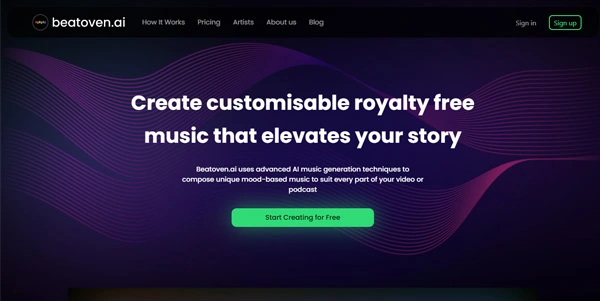 beatoven.ai How It Works Pricing Artists About us Blog Sign in Sign up
Create customisable royalty free
music that elevates your story
Beatoven.ai uses advanced AI music generation techniques to
compose unique mood-based music to suit every part of your video or
podcast
Start Creating for Free